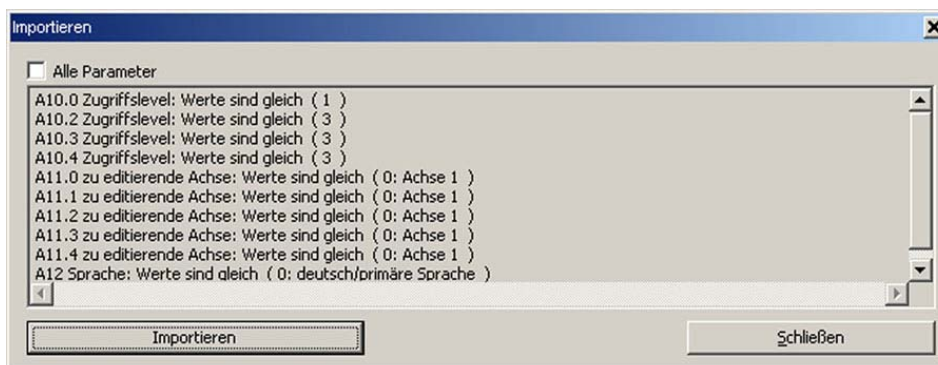 Importieren
Alle Parameter
A10.0 Zugriffslevel: Werte sind gleich ( 1 )
A10.2 Zugriffslevel: Werte sind gleich ( 3 )
A10.3 Zugriffslevel: Werte sind gleich ( 3 )
A10.4 Zugriffslevel: Werte sind gleich ( 3 )
A11.0 zu editierende Achse: Werte sind gleich ( 0: Achse 1 )
A11.1 zu editierende Achse: Werte sind gleich ( 0: Achse 1 )
A11.2 zu editierende Achse: Werte sind gleich ( 0: Achse 1 )
A11.3 zu editierende Achse: Werte sind gleich ( 0: Achse 1 )
A11.4 zu editierende Achse: Werte sind gleich ( 0: Achse 1 )
A12 Sprache: Werte sind gleich ( 0: deutsch/primäre Sprache )
Importieren
Schließen